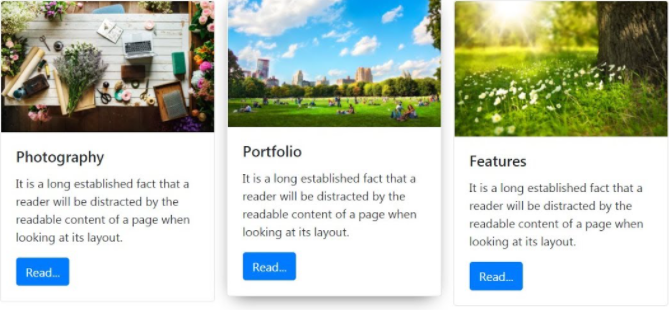 Photography
It is a long established fact that a
reader will be distracted by the
readable content of a page when
looking at its layout.
Read...
Portfolio
It is a long established fact that a
reader will be distracted by the
readable content of a page when
looking at its layout.
Read...
Features
It is a long established fact that a
reader will be distracted by the
readable content of a page when
looking at its layout.
Read...